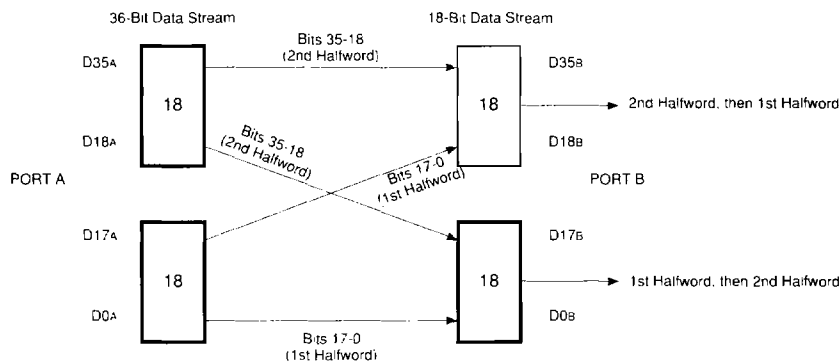 36-Bit Data Stream
18-Bit Data Stream
Bits 35-18
(2nd Halfword)
D35A
D35B
18
18
2nd Halfword, then 1st Halfword
D18A
Bits 35-18
(2nd Halfword)
Bits 17-0
(1st Halfword)
D18B
PORT A
PORT B
D17A
D17B
18
18
1st Halfword, then 2nd Halfword
D0A
D0B
Bits 17-0
(1st Halfword)